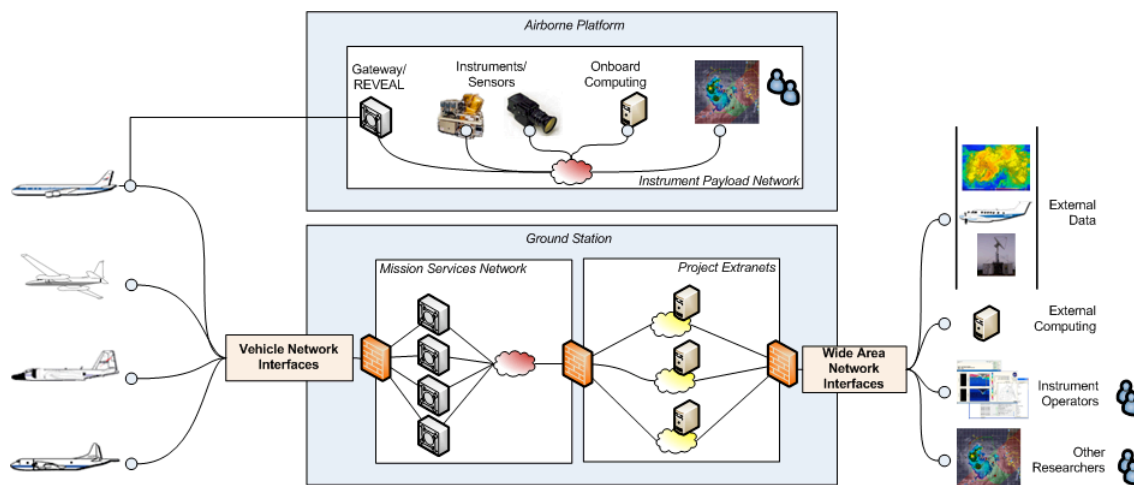 Airborne Platform
Gateway/
REVEAL
Instruments/
Sensors
Onboard
Computing
Instrument Payload Network
Ground Station
Mission Services Network
Project Extranets
Vehicle Network
Interfaces
Wide Area
Network
Interfaces
External
Data
External
Computing
Instrument
Operators
Other
Researchers